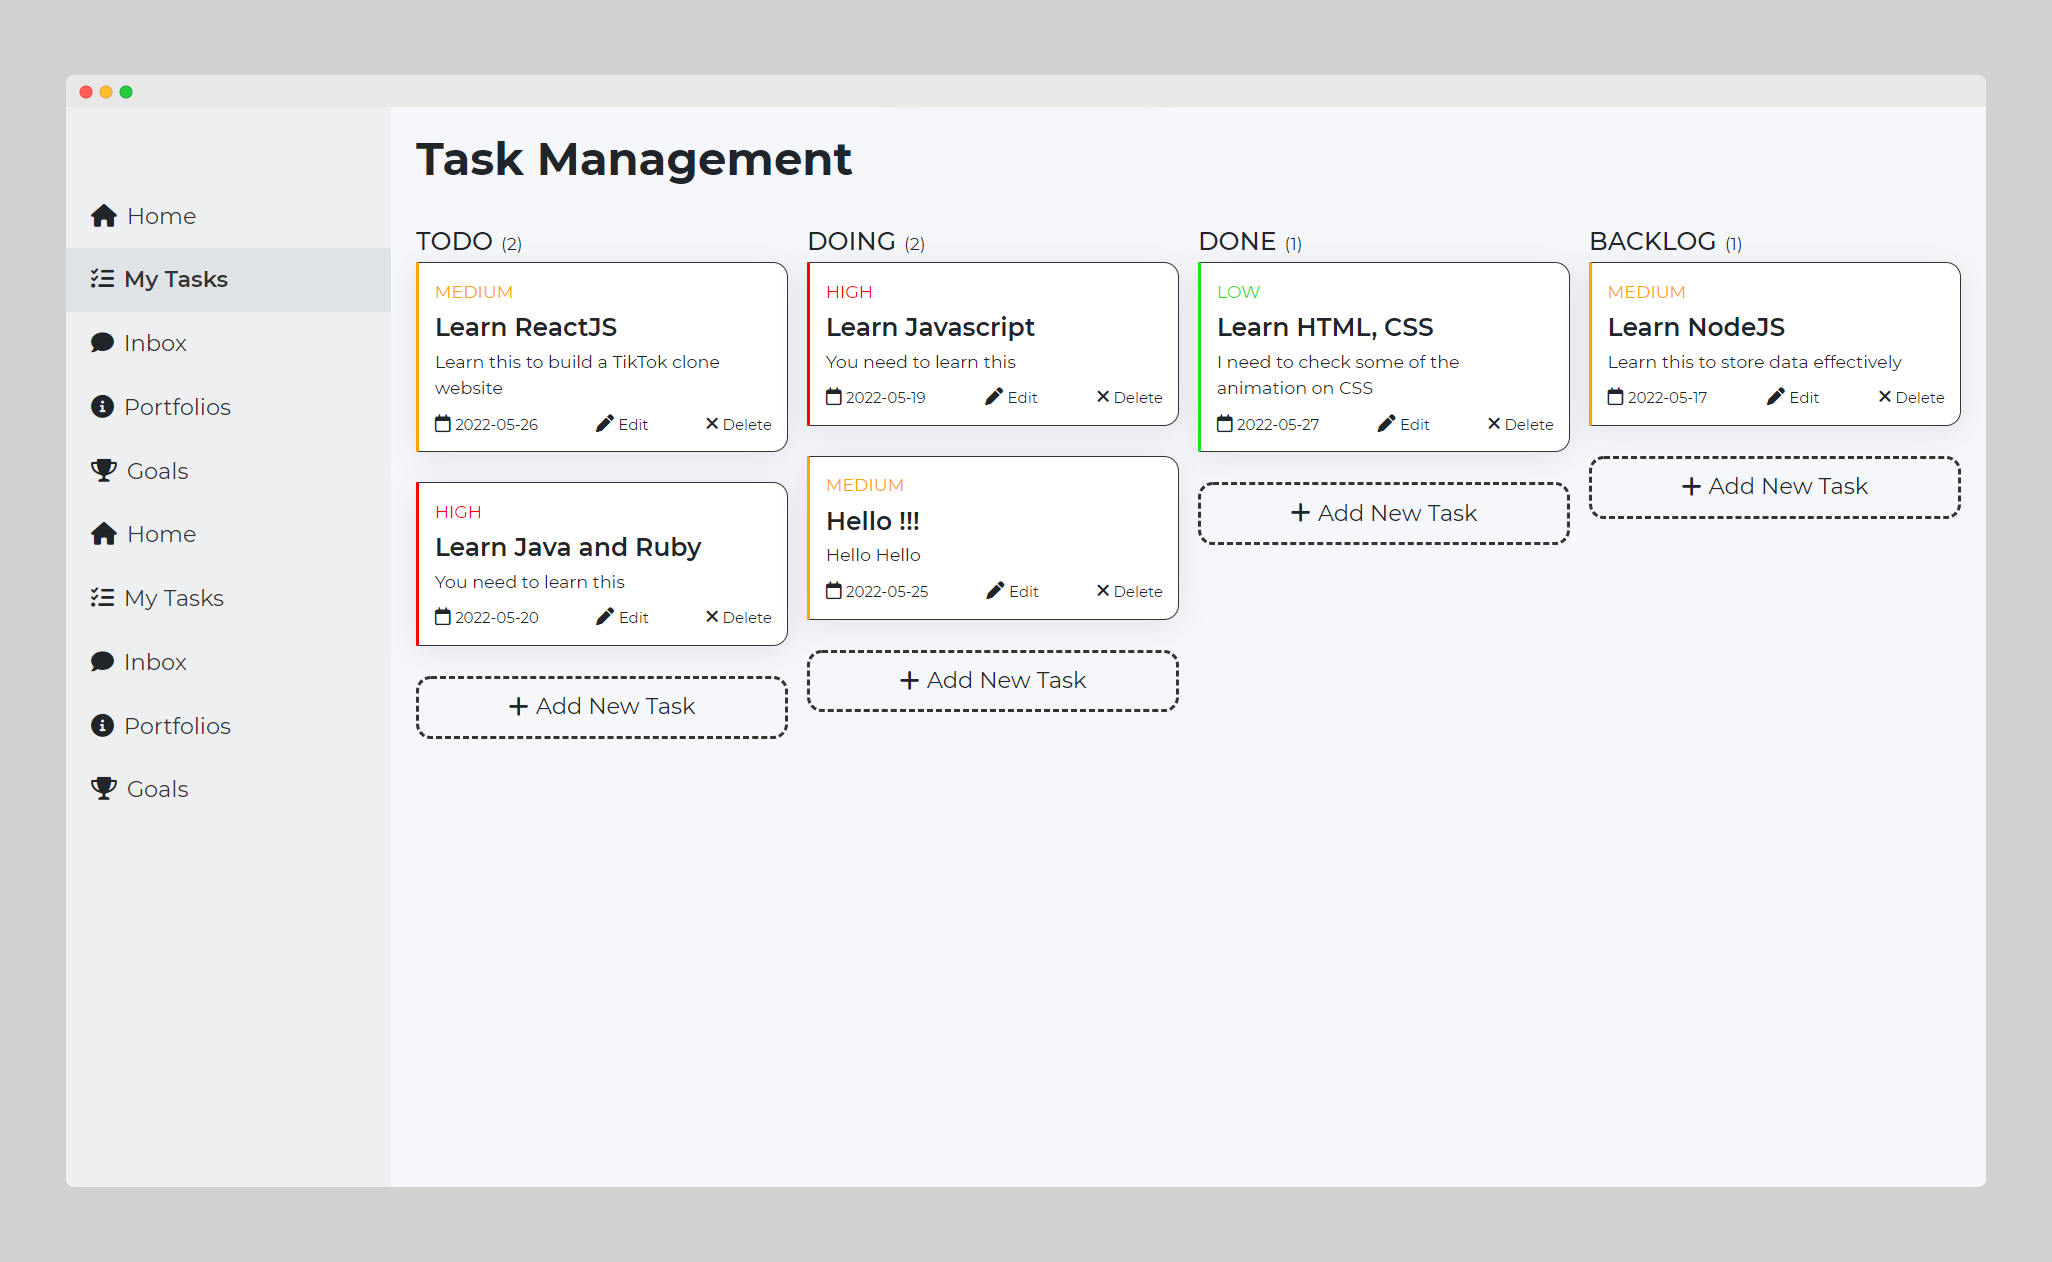 Home
My Tasks
Inbox
Portfolios
Goals
Home
My Tasks
Inbox
Portfolios
Goals
Task Management
TODO (2)
MEDIUM
Learn ReactJS
Learn this to build a TikTok clone
website
2022-05-26 Edit Delete
HIGH
Learn Java and Ruby
You need to learn this
2022-05-20 Edit Delete
+ Add New Task
DOING (2)
HIGH
Learn Javascript
You need to learn this
2022-05-19 Edit Delete
MEDIUM
Hello !!!
Hello Hello
2022-05-25 Edit Delete
+ Add New Task
DONE (1)
LOW
Learn HTML, CSS
I need to check some of the
animation on CSS
2022-05-27 Edit Delete
+ Add New Task
BACKLOG (1)
MEDIUM
Learn NodeJS
Learn this to store data effectively
2022-05-17 Edit Delete
+ Add New Task